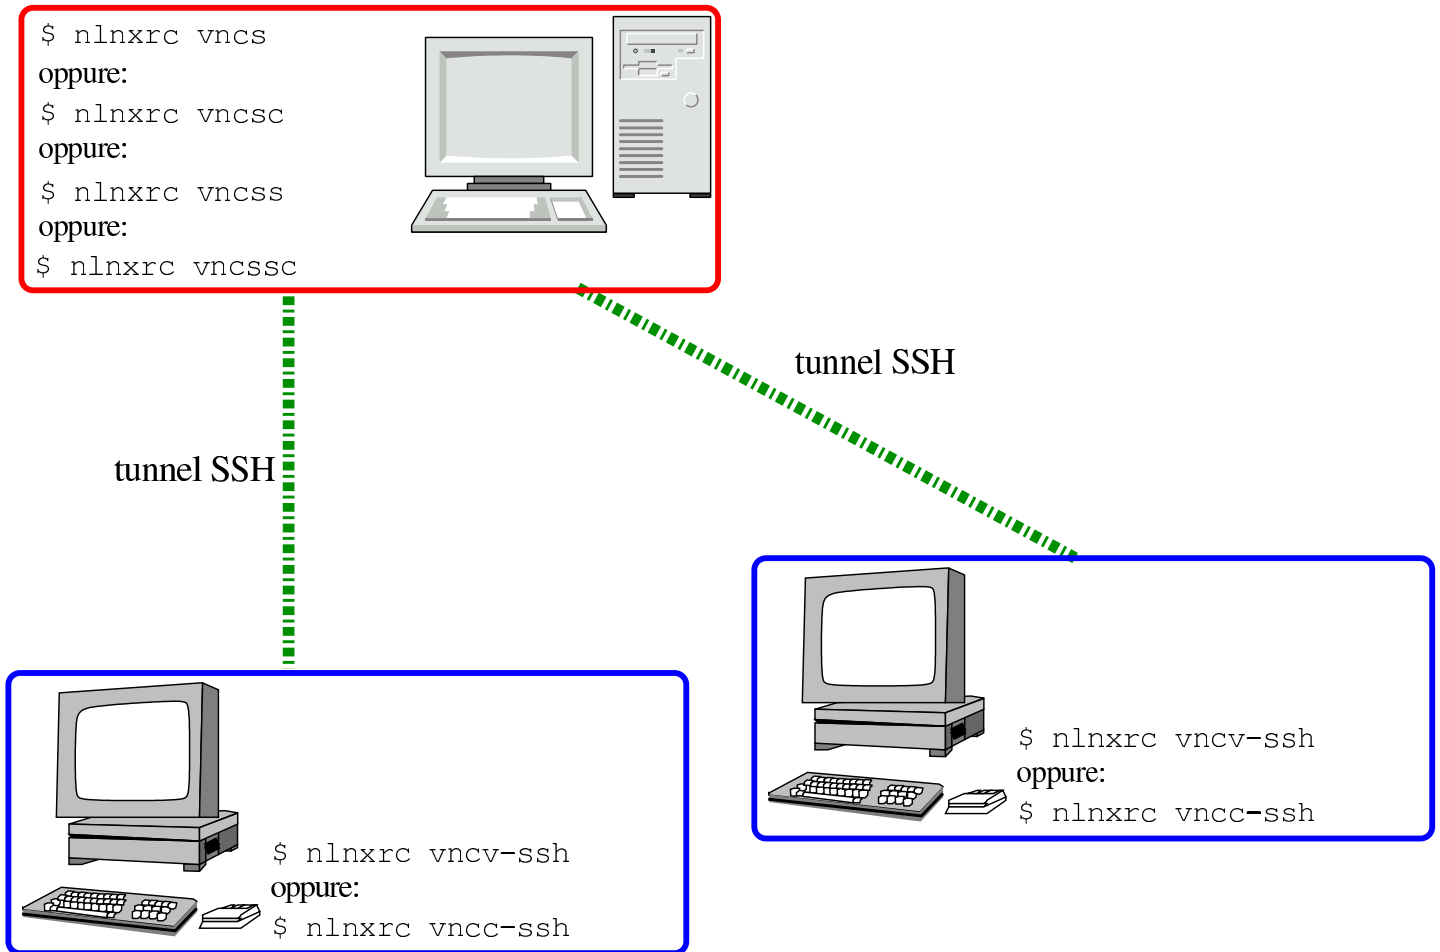 $ nlnxrc vncs
oppure:
$ nlnxrc vncsc
oppure:
$ nlnxrc vncss
oppure:
$ nlnxrc vncssc
tunnel SSH
tunnel SSH
$ nlnxrc vncv-ssh
oppure:
$ nlnxrc vncc-ssh
$ nlnxrc vncv-ssh
oppure:
$ nlnxrc vncc-ssh